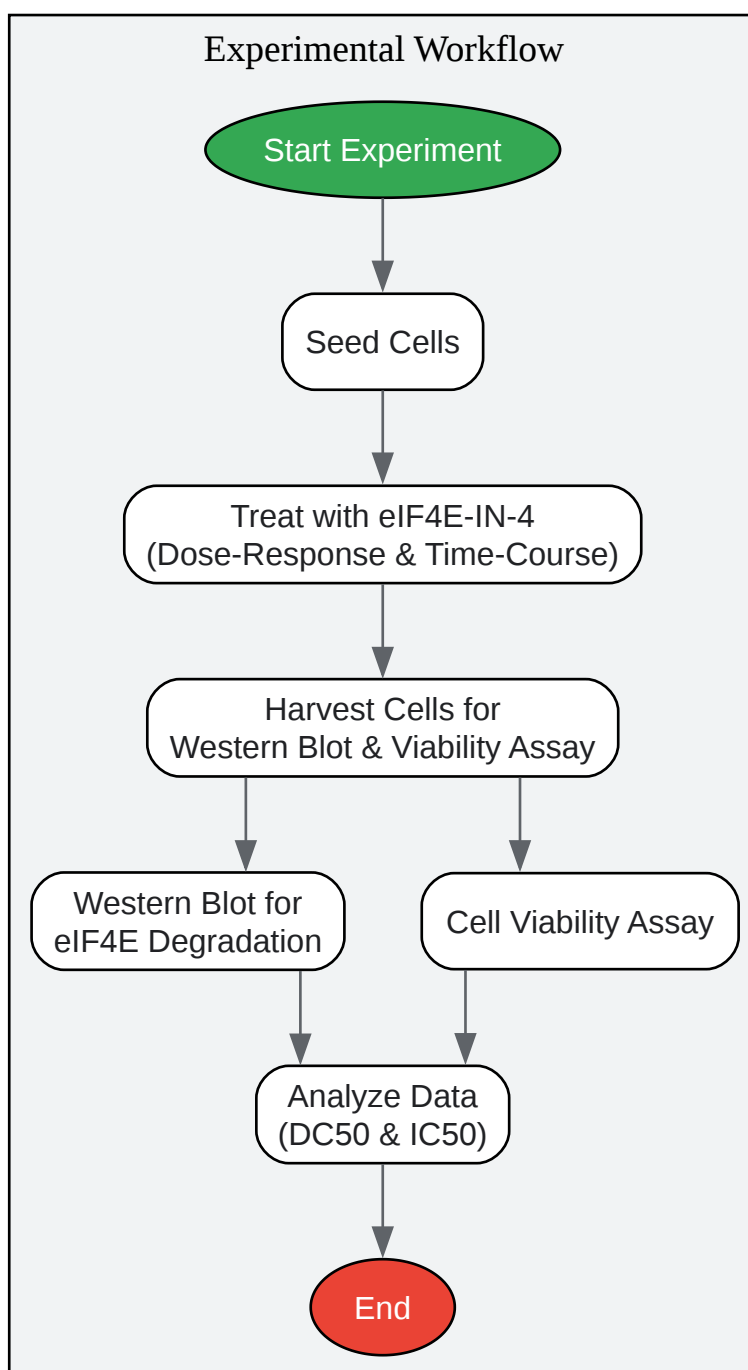 Experimental Workflow
Start Experiment
Seed Cells
Treat with eIF4E-IN-4
(Dose-Response & Time-Course)
Harvest Cells for
Western Blot & Viability Assay
Western Blot for
eIF4E Degradation
Cell Viability Assay
Analyze Data
(DC50 & IC50)
End